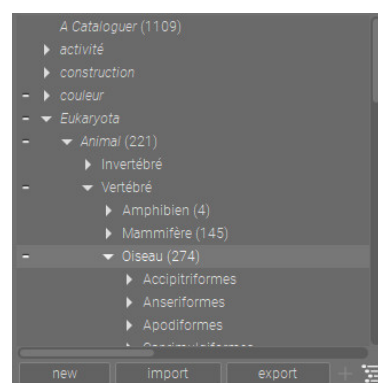 A Cataloguer (1109)
activité
construction
couleur
Eukaryota
Animal (221)
Invertébré
Vertébré
Amphibien (4)
Mammifère (145)
Oiseau (274)
Accipitriformes
Anseriformes
Apodiformes
new import export